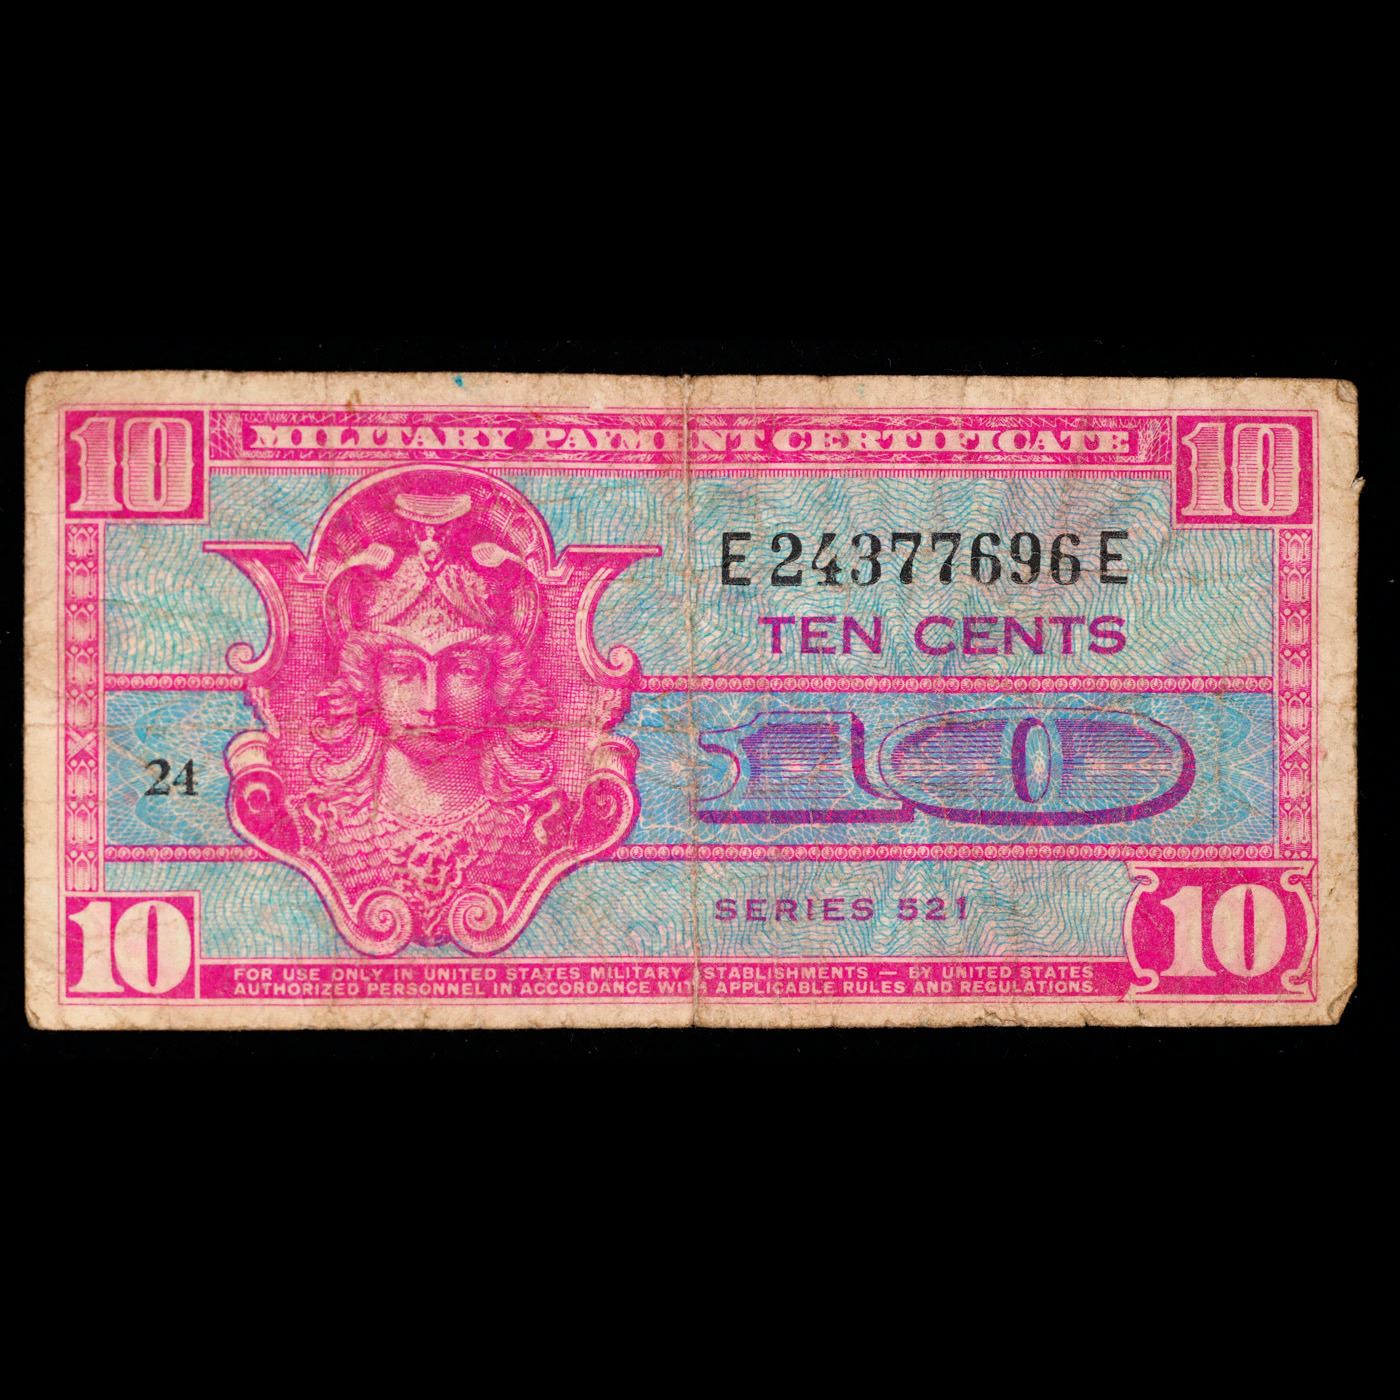 10 MILITARY PAYMENT CERTIFICATE 10
E24377696E
TEN CENTS
24 10
SERIES 521
10 10
FOR USE ONLY IN UNITED STATES MILITARY ESTABLISHMENTS — BY UNITED STATES
AUTHORIZED PERSONNEL IN ACCORDANCE WITH APPLICABLE RULES AND REGULATIONS.